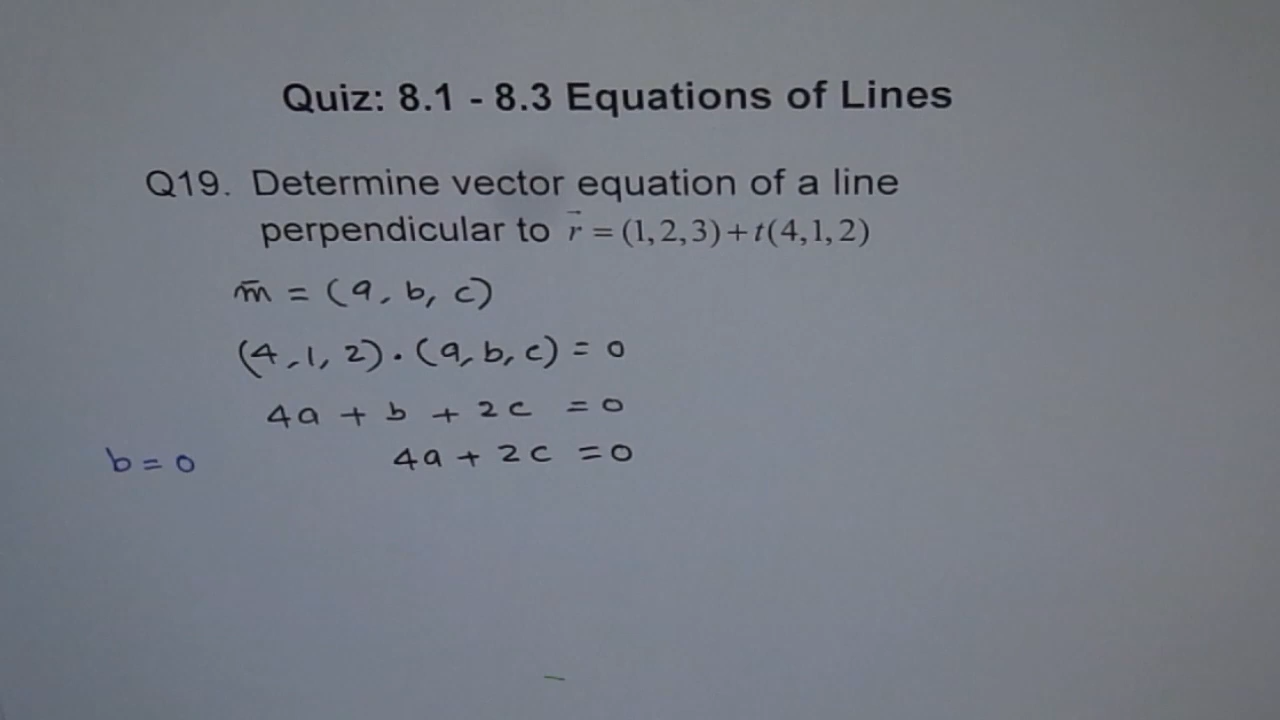 Quiz: 8.1 - 8.3 Equations of Lines
Q19. Determine vector equation of a line
perpendicular to r⃗ = (1,2,3)+t(4,1,2)
m̄ = (a, b, c)
(4, 1, 2) · (a, b, c) = 0
4a + b + 2c = 0
b = 0 4a + 2c = 0